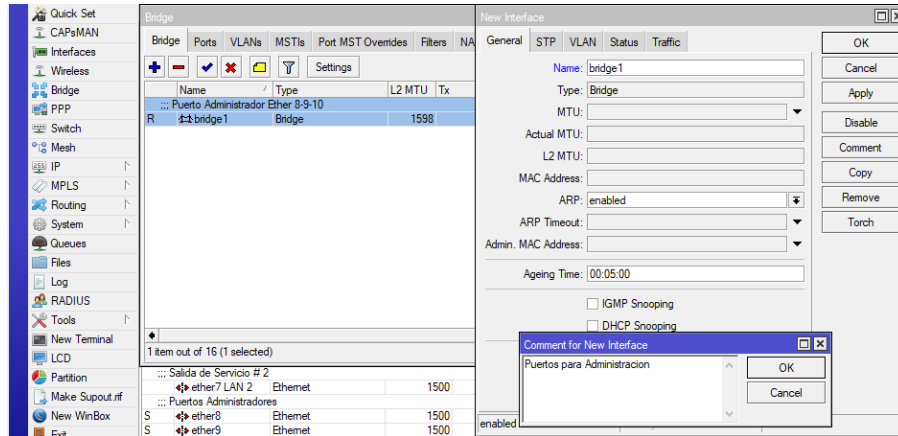 Quick Set
CAPsMAN
Interfaces
Wireless
Bridge
PPP
Switch
Mesh
IP
MPLS
Routing
System
Queues
Files
Log
RADIUS
Tools
New Terminal
LCD
Partition
Make Supout.rif
New WinBox
Exit
Bridge
Bridge Ports VLANs MSTIs Port MST Overrides Filters NA
Settings
Name Type L2 MTU Tx
;;; Puerto Administrador Ether 8-9-10
R bridge1 Bridge 1598
1 item out of 16 (1 selected)
;;; Salida de Servicio # 2
ether7 LAN 2 Ethernet 1500
;;; Puertos Administradores
S ether8 Ethernet 1500
S ether9 Ethernet 1500
New Interface
General STP VLAN Status Traffic
Name: bridge1
Type: Bridge
MTU:
Actual MTU:
L2 MTU:
MAC Address:
ARP: enabled
ARP Timeout:
Admin. MAC Address:
Ageing Time: 00:05:00
IGMP Snooping
DHCP Snooping
enabled
OK
Cancel
Apply
Disable
Comment
Copy
Remove
Torch
Comment for New Interface
Puertos para Administracion
OK
Cancel